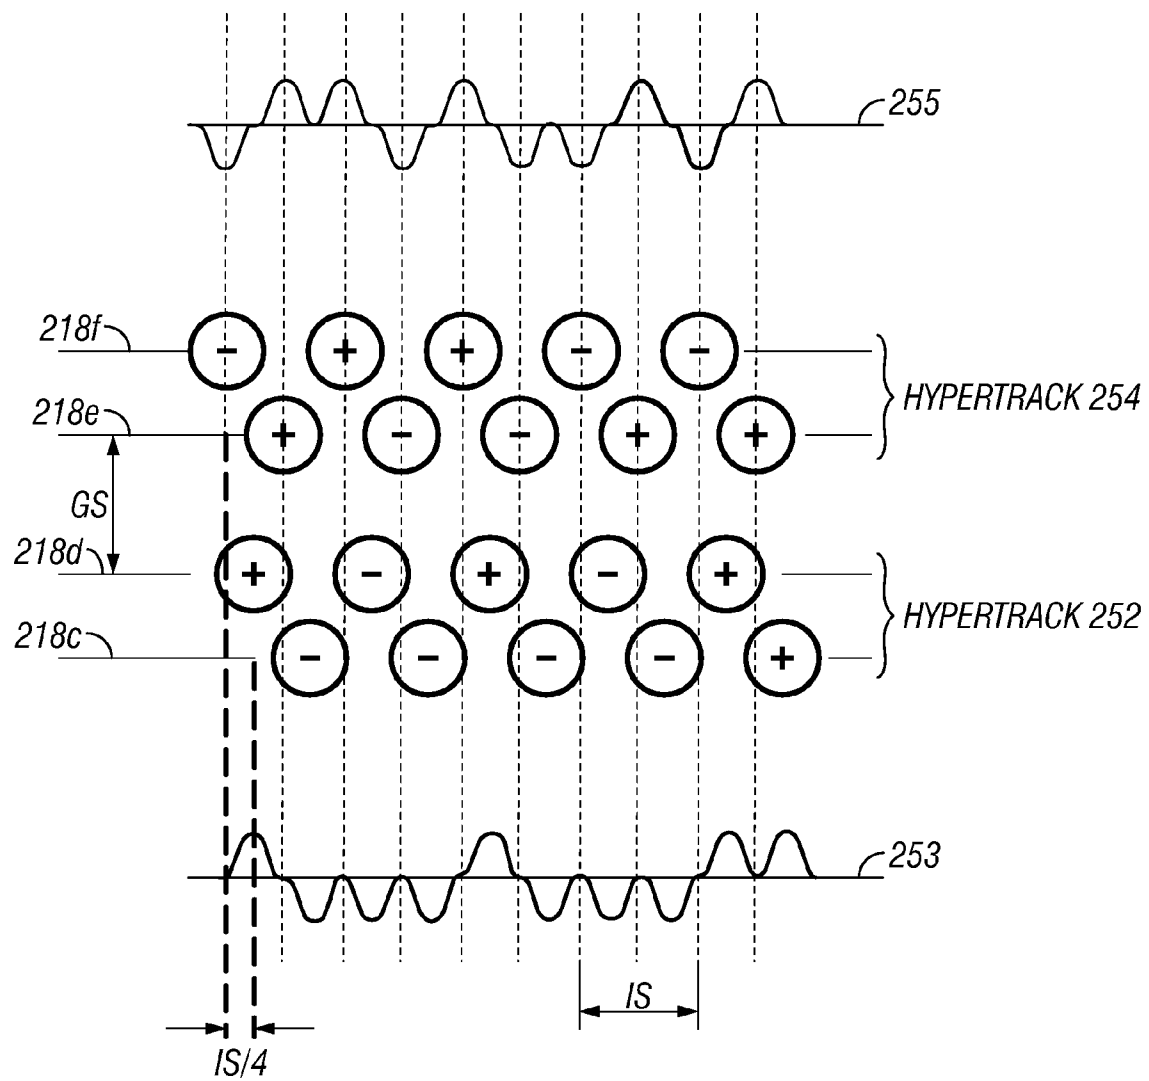 255
218f
- + + - -
HYPERTRACK 254
218e
+ - - + +
GS
218d
+ - + - +
HYPERTRACK 252
218c
- - - - +
253
IS
IS/4